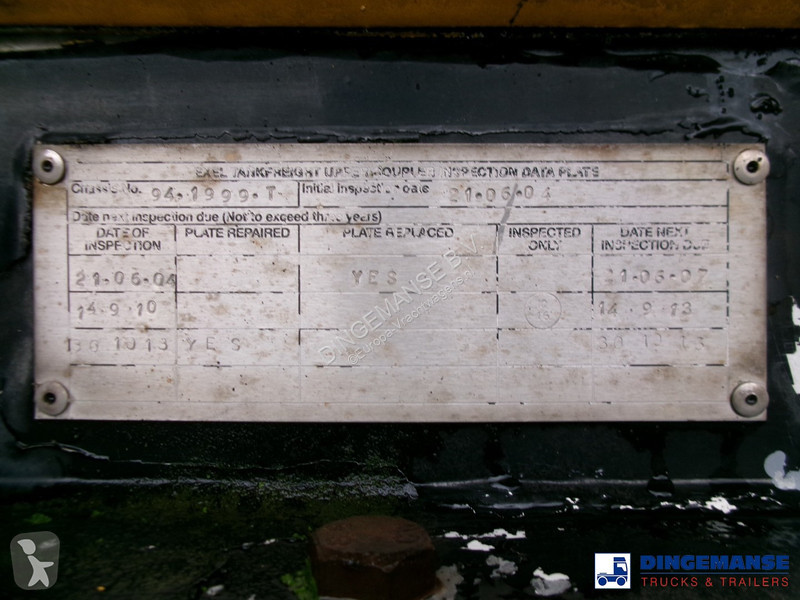 EXEL TANKFREIGHT INSPECTION DATA PLATE
Chassis No. 94-1999-T Initial Inspection date 21-06-04
Date next inspection due (Not to exceed three years)
DATE OF INSPECTION PLATE REPAIRED PLATE REPLACED INSPECTED ONLY DATE NEXT INSPECTION DUE
21-06-04 YES 21-06-07
14.9.10 14.9.13
10 13 YES
DINGEMANSE B.V.
DINGEMANSE
TRUCKS & TRAILERS